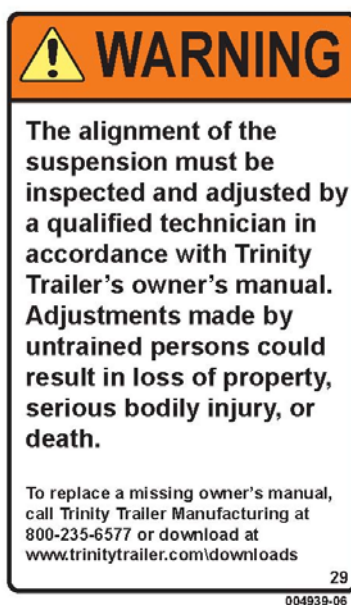 WARNING
The alignment of the
suspension must be
inspected and adjusted by
a qualified technician in
accordance with Trinity
Trailer's owner's manual.
Adjustments made by
untrained persons could
result in loss of property,
serious bodily injury, or
death.
To replace a missing owner's manual,
call Trinity Trailer Manufacturing at
800-235-6577 or download at
www.trinitytrailer.com\downloads
29
004939-06